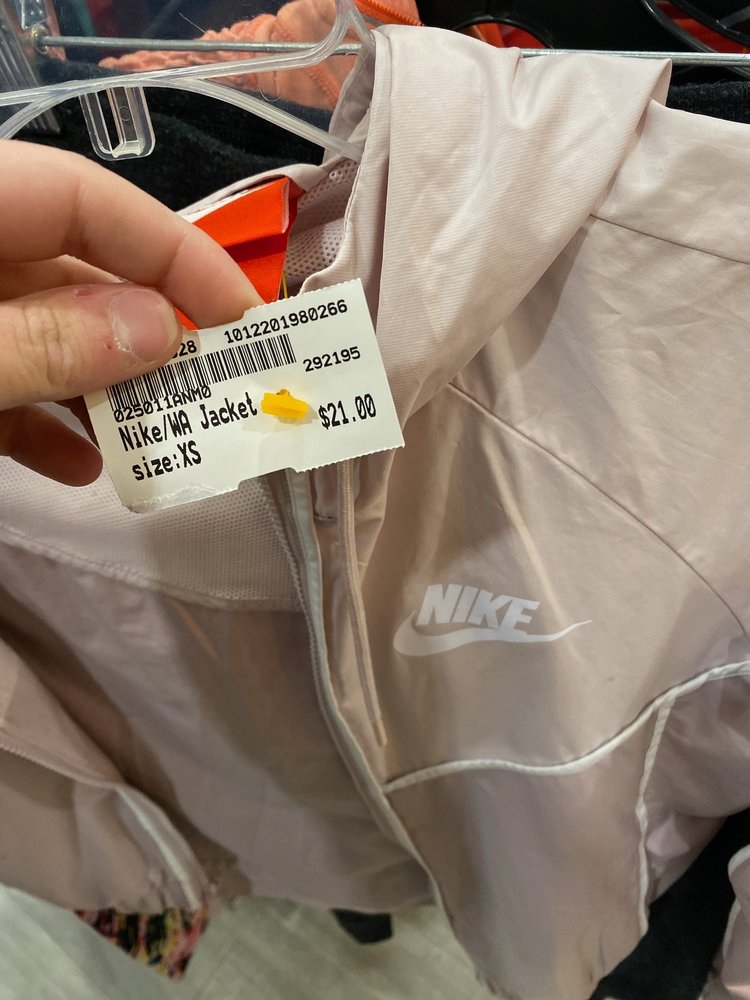 28 1012201980266
292195
025011ANM0
Nike/WA Jacket $21.00
size:XS
NIKE